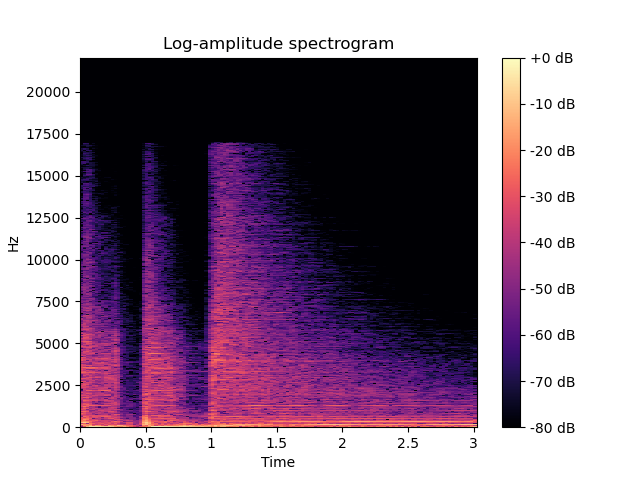 Log-amplitude spectrogram
Hz
20000
17500
15000
12500
10000
7500
5000
2500
0
0 0.5 1 1.5 2 2.5 3
Time
+0 dB
-10 dB
-20 dB
-30 dB
-40 dB
-50 dB
-60 dB
-70 dB
-80 dB